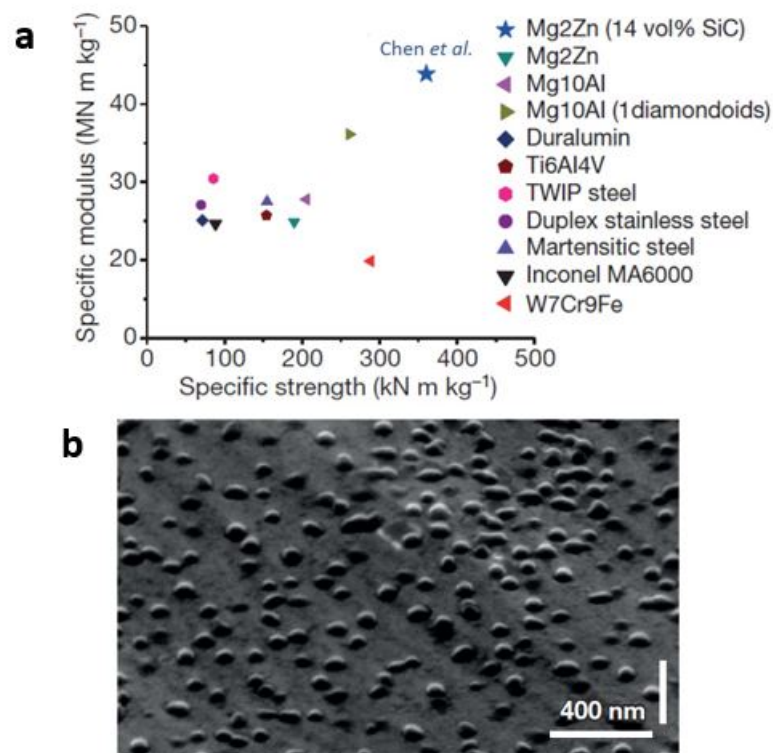 a
Specific modulus (MN m kg⁻¹)
50
40
30
20
0
0 100 200 300 400 500
Specific strength (kN m kg⁻¹)
Chen et al.
Mg2Zn (14 vol% SiC)
Mg2Zn
Mg10Al
Mg10Al (1diamondoids)
Duralumin
Ti6Al4V
TWIP steel
Duplex stainless steel
Martensitic steel
Inconel MA6000
W7Cr9Fe
b
400 nm